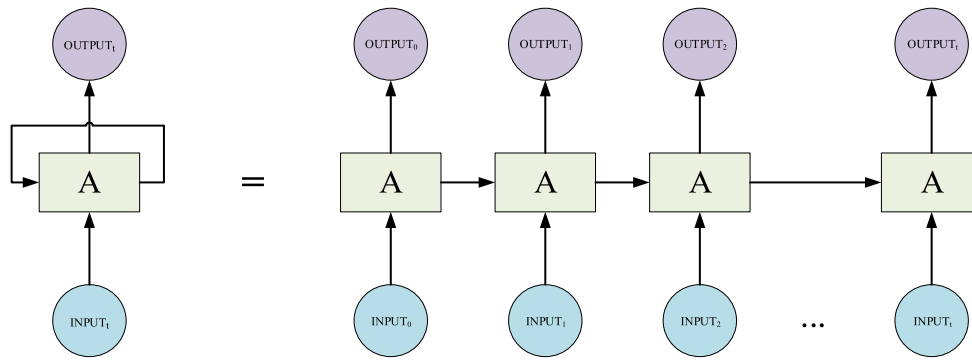 OUTPUTₜ OUTPUT₀ OUTPUT₁ OUTPUT₂ OUTPUTₜ
A = A A A A
INPUTₜ INPUT₀ INPUT₁ INPUT₂ ... INPUTₜ